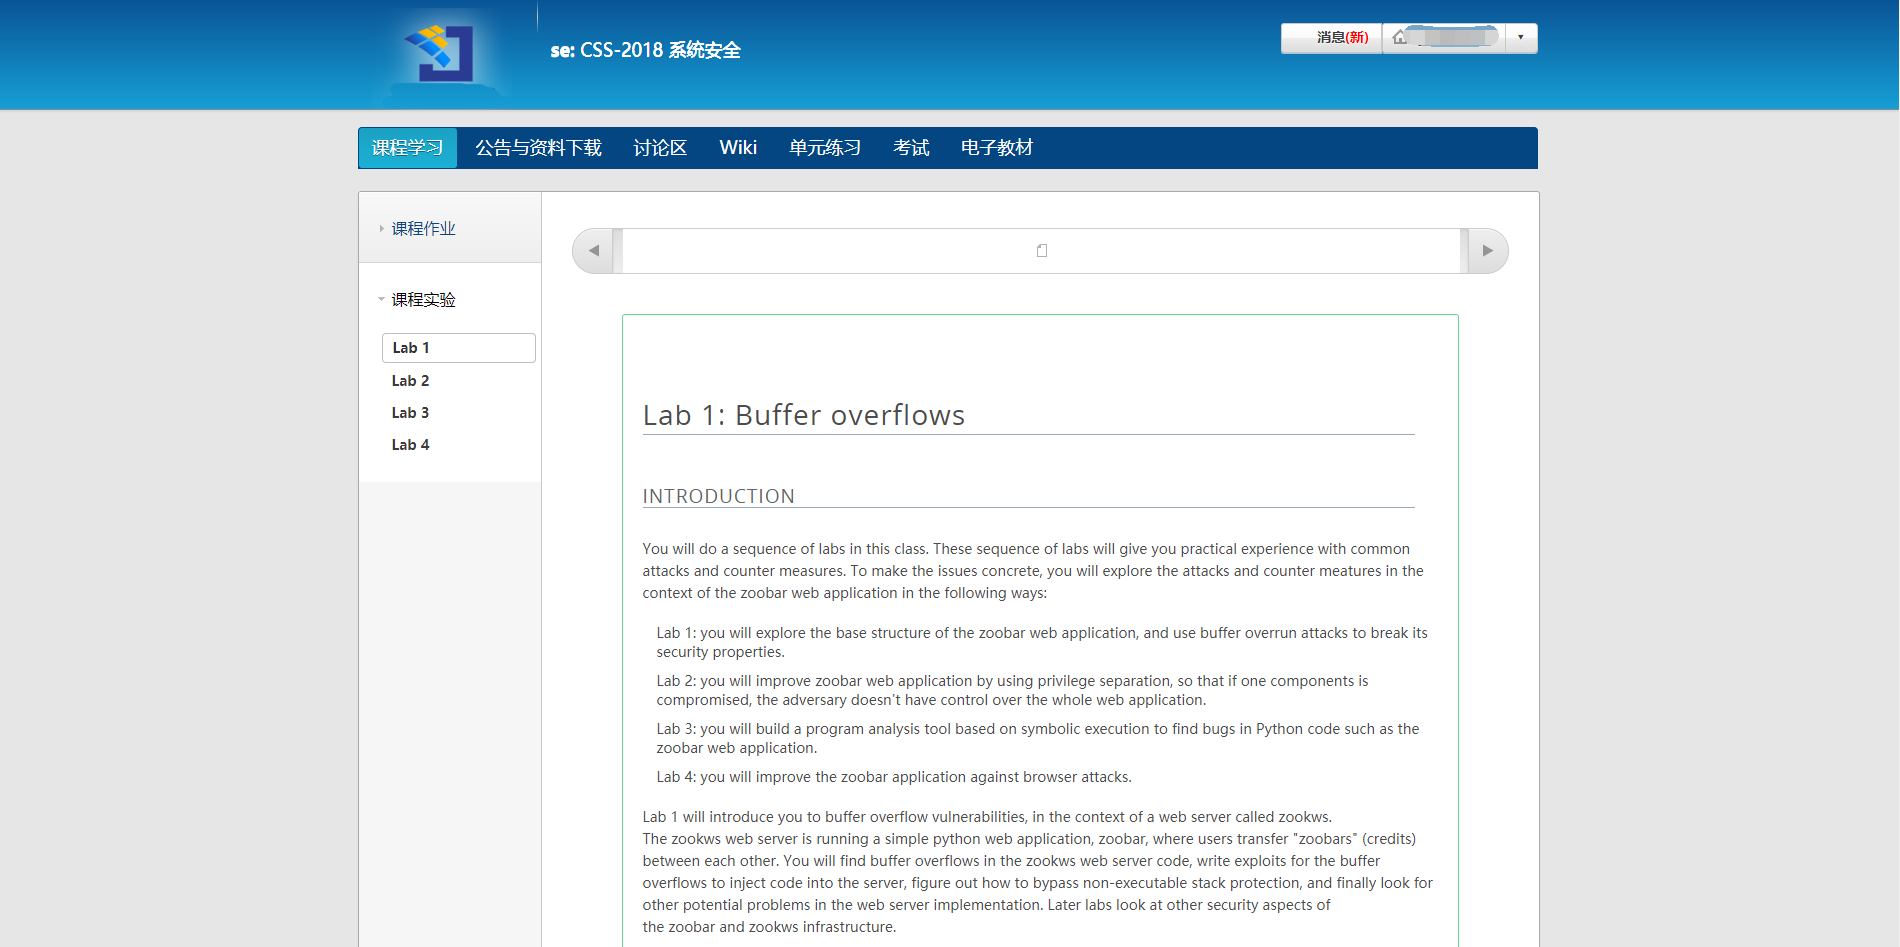 se: CSS-2018 系统安全
消息(新)
课程学习 公告与资料下载 讨论区 Wiki 单元练习 考试 电子教材
课程作业
课程实验
Lab 1
Lab 2
Lab 3
Lab 4
Lab 1: Buffer overflows
INTRODUCTION
You will do a sequence of labs in this class. These sequence of labs will give you practical experience with common
attacks and counter measures. To make the issues concrete, you will explore the attacks and counter meatures in the
context of the zoobar web application in the following ways:
Lab 1: you will explore the base structure of the zoobar web application, and use buffer overrun attacks to break its
security properties.
Lab 2: you will improve zoobar web application by using privilege separation, so that if one components is
compromised, the adversary doesn't have control over the whole web application.
Lab 3: you will build a program analysis tool based on symbolic execution to find bugs in Python code such as the
zoobar web application.
Lab 4: you will improve the zoobar application against browser attacks.
Lab 1 will introduce you to buffer overflow vulnerabilities, in the context of a web server called zookws.
The zookws web server is running a simple python web application, zoobar, where users transfer "zoobars" (credits)
between each other. You will find buffer overflows in the zookws web server code, write exploits for the buffer
overflows to inject code into the server, figure out how to bypass non-executable stack protection, and finally look for
other potential problems in the web server implementation. Later labs look at other security aspects of
the zoobar and zookws infrastructure.